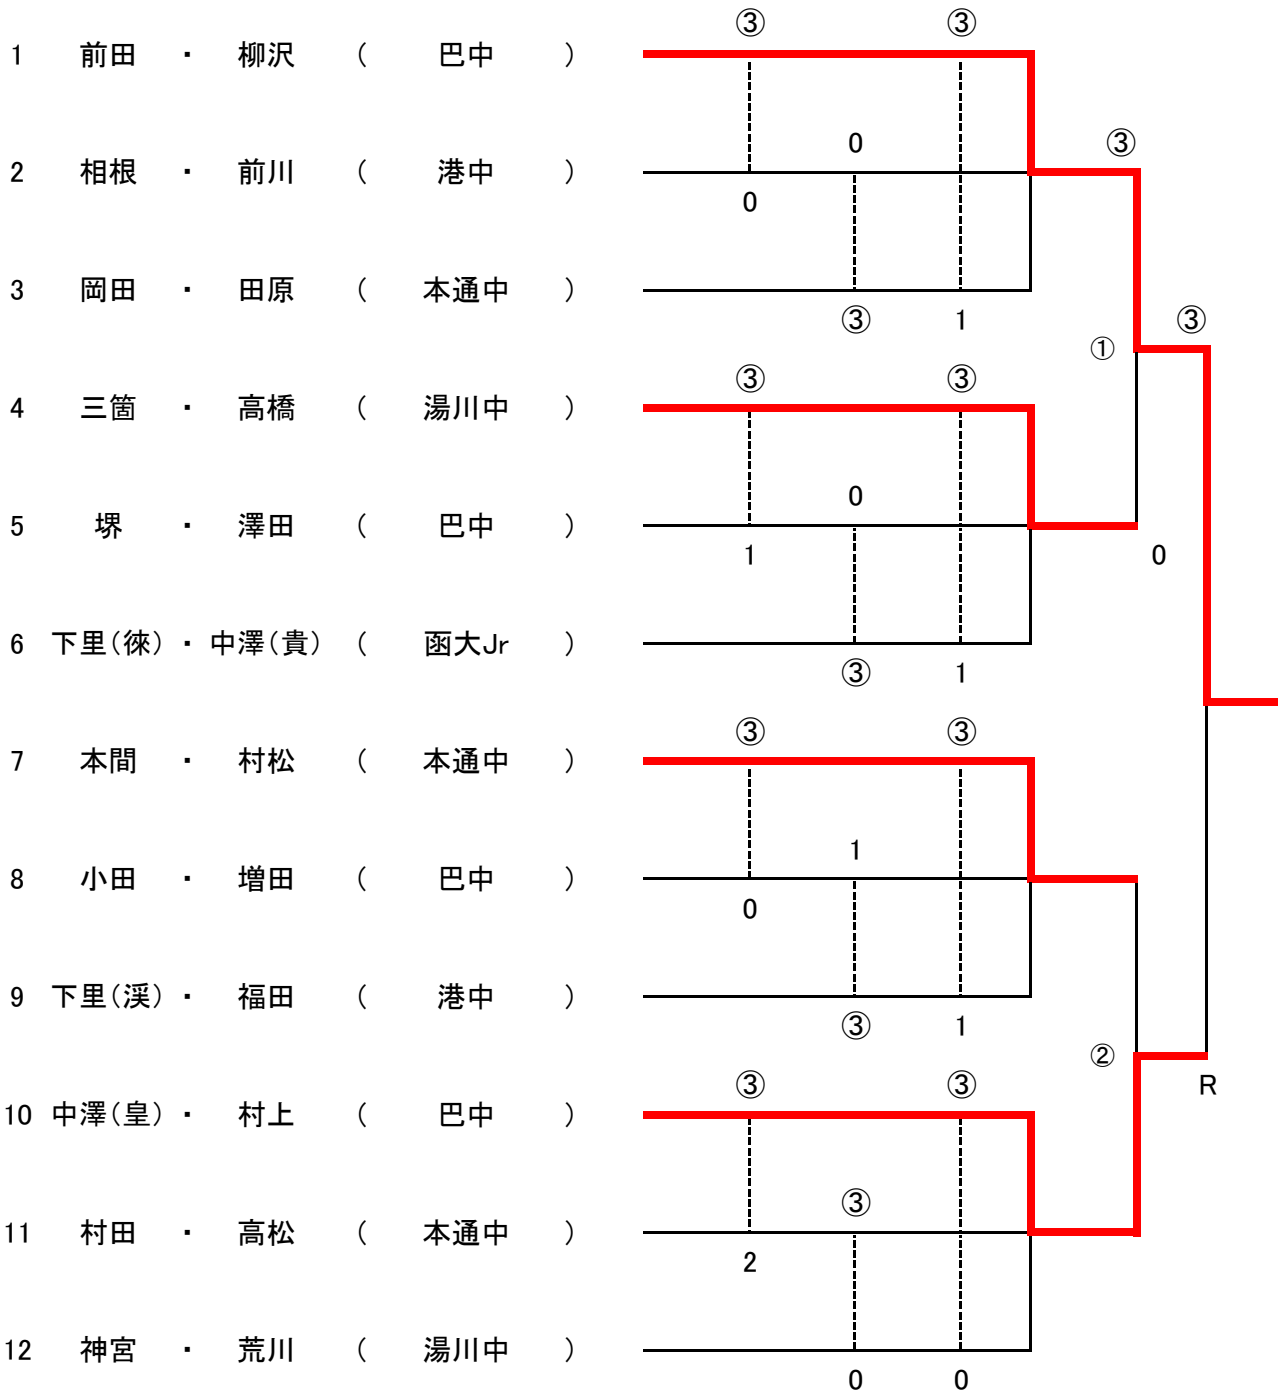 ③ ③
1 前田 ・ 柳沢 ( 巴中 )
0 ③
2 相根 ・ 前川 ( 港中 )
0
3 岡田 ・ 田原 ( 本通中 )
③ 1 ③
①
③ ③
4 三箇 ・ 高橋 ( 湯川中 )
0
5 堺 ・ 澤田 ( 巴中 )
1 0
6 下里(徠) ・ 中澤(貴) ( 函大Jr )
③ 1
③ ③
7 本間 ・ 村松 ( 本通中 )
1
8 小田 ・ 増田 ( 巴中 )
0
9 下里(渓) ・ 福田 ( 港中 )
③ 1
②
③ ③ R
10 中澤(皇) ・ 村上 ( 巴中 )
③
11 村田 ・ 高松 ( 本通中 )
2
12 神宮 ・ 荒川 ( 湯川中 )
0 0